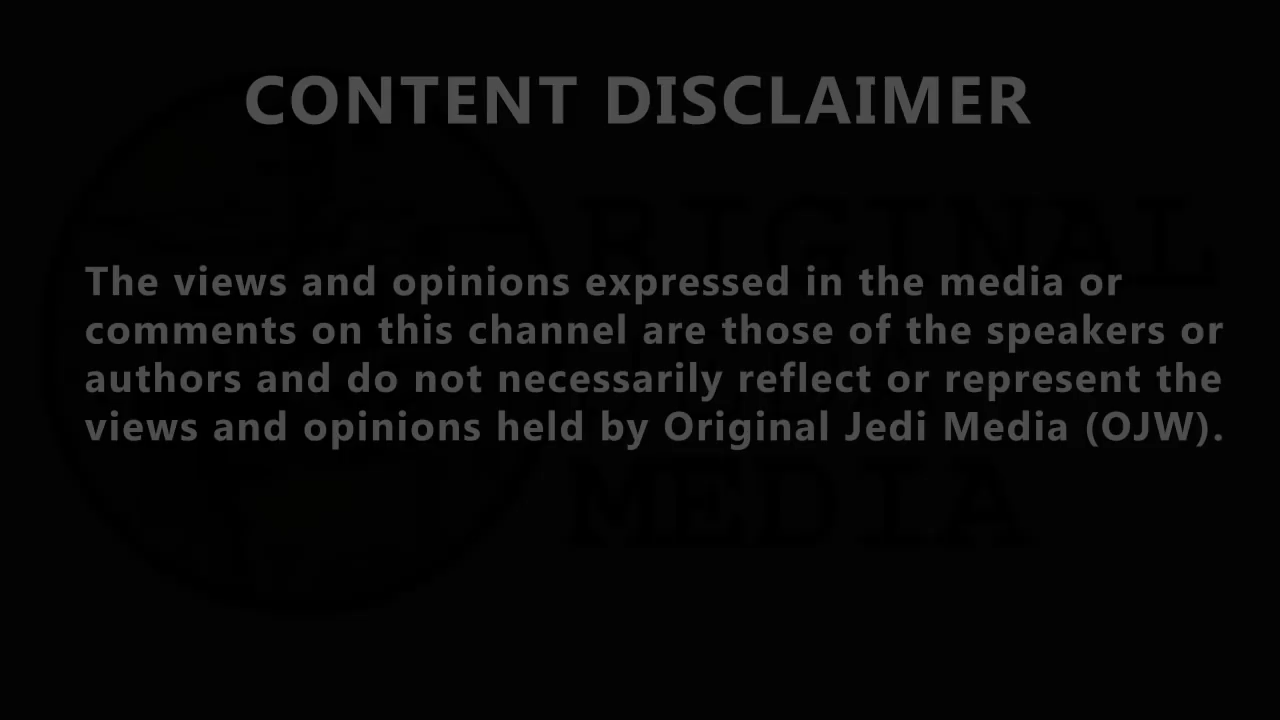 CONTENT DISCLAIMER
The views and opinions expressed in the media or
comments on this channel are those of the speakers or
authors and do not necessarily reflect or represent the
views and opinions held by Original Jedi Media (OJW).
RIGINAL
MEDIA